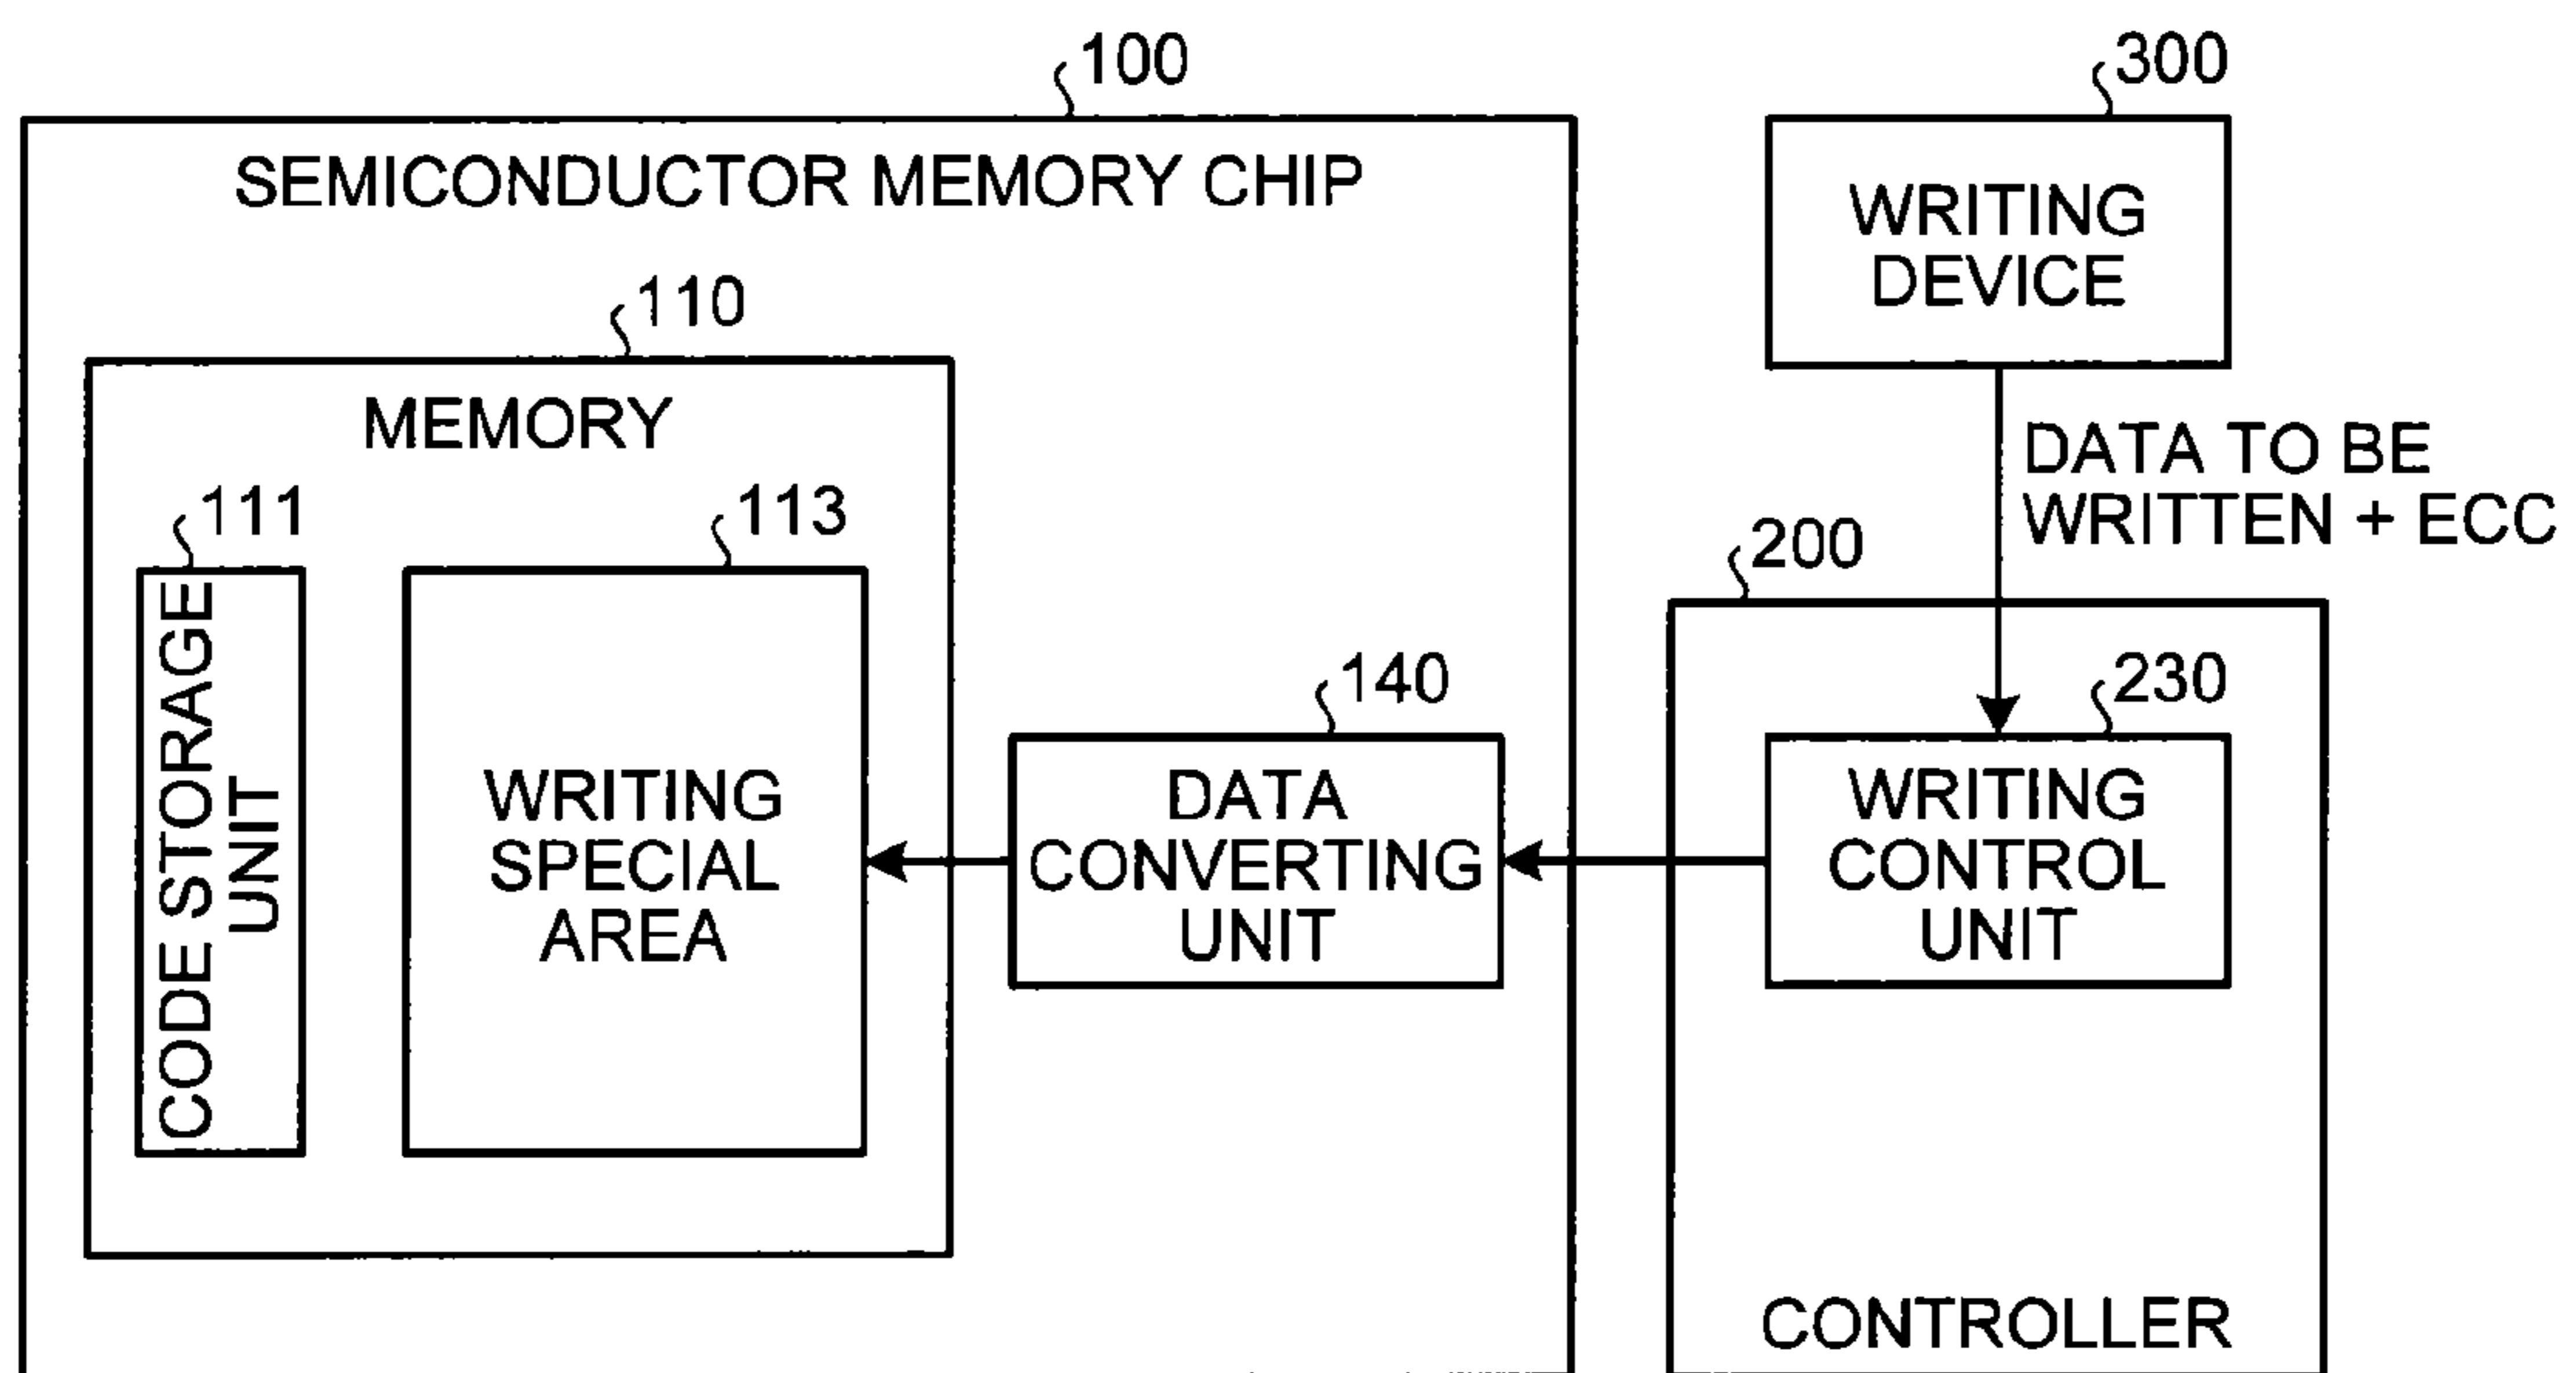 100
300
SEMICONDUCTOR MEMORY CHIP
WRITING
DEVICE
110
MEMORY
DATA TO BE
WRITTEN + ECC
111
113
200
CODE STORAGE
UNIT
WRITING
SPECIAL
AREA
140
DATA
CONVERTING
UNIT
230
WRITING
CONTROL
UNIT
CONTROLLER